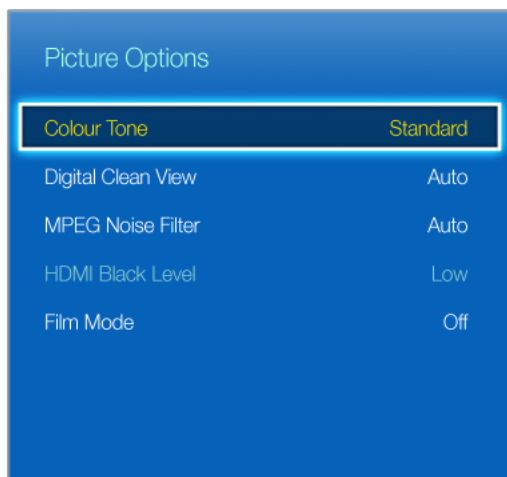 Picture Options
Colour Tone Standard
Digital Clean View Auto
MPEG Noise Filter Auto
HDMI Black Level Low
Film Mode Off